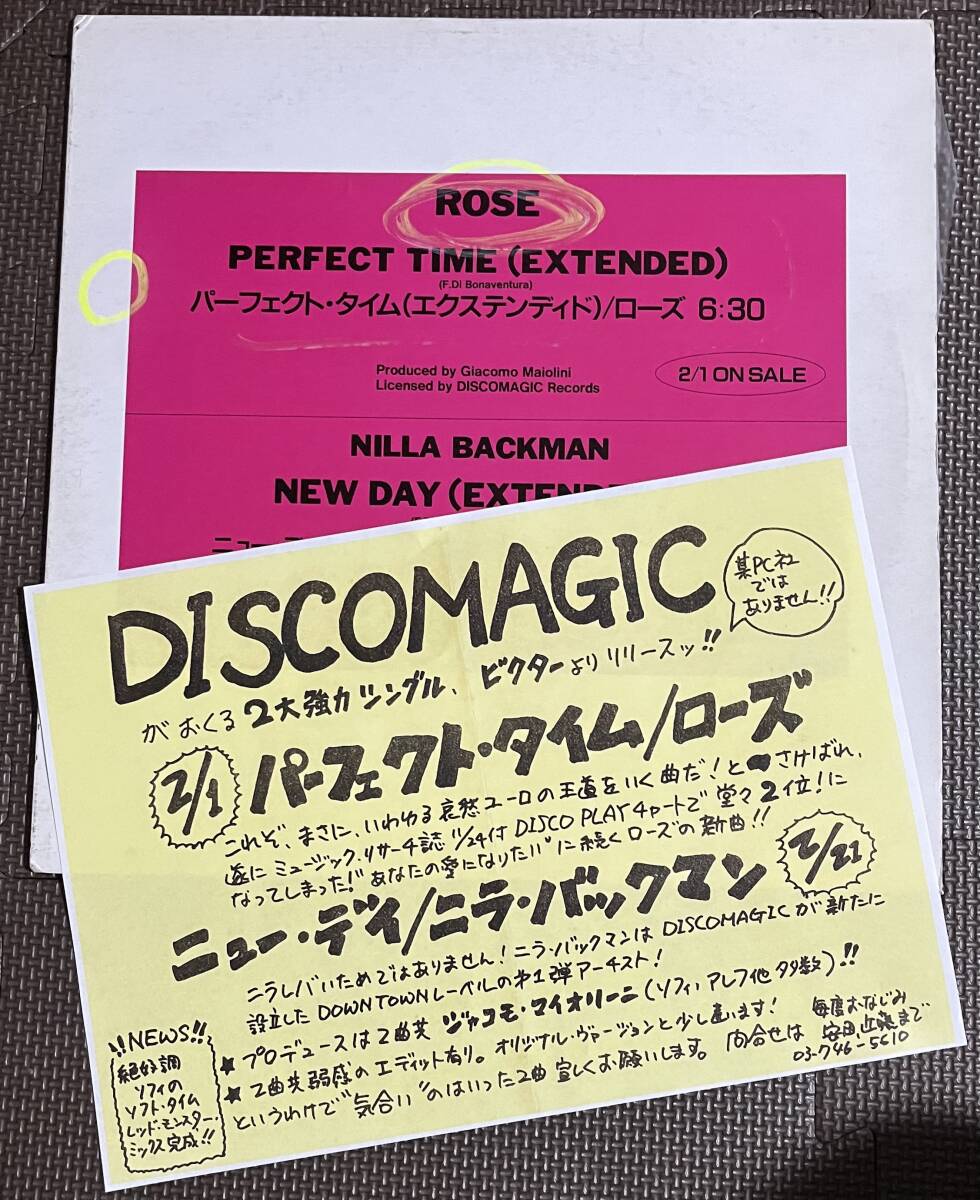 ROSE
PERFECT TIME (EXTENDED)
(F.Di Bonaventura)
パーフェクト・タイム(エクステンディド)/ローズ 6:30
Produced by Giacomo Maiolini
Licensed by DISCOMAGIC Records
2/1 ON SALE
NILLA BACKMAN
NEW DAY (EXTENDE
ニュー
DISCOMAGIC
某PC社
では
ありません!!
がおくる2大強力シングル、ビクターよりリリースッ!!
2/1
パーフェクト・タイム/ローズ
これぞ、まさに、いわゆる哀愁ユーロの王道をいく曲だ!とさけばれ、
遂にミュージック・リサーチ誌11/24付DISCO PLAYチャートで堂々2位!に
なってしまった!"あなたの愛になりたい"に続くローズの新曲!!
ニュー・デイ/ニラ・バックマン
2/21
ニラレバいためではありません!ニラ・バックマンはDISCOMAGICが新たに
設立したDOWNTOWNレーベルの第1弾アーチスト!
★プロデュースは2曲共ジャコモ・マイオリーニ(ソフィ,アレフ他多数)!!
★2曲共弱感のエディット有り。オリジナル・ヴァージョンと少し違います!
というわけで"気合い"のはいった2曲宜しくお願いします。問合せは
毎度おなじみ
安田 まで
03-746-5610
!!NEWS!!
絶好調
ソフィの
ソフト・タイム
レッド・モンスター・
ミックス完成!!